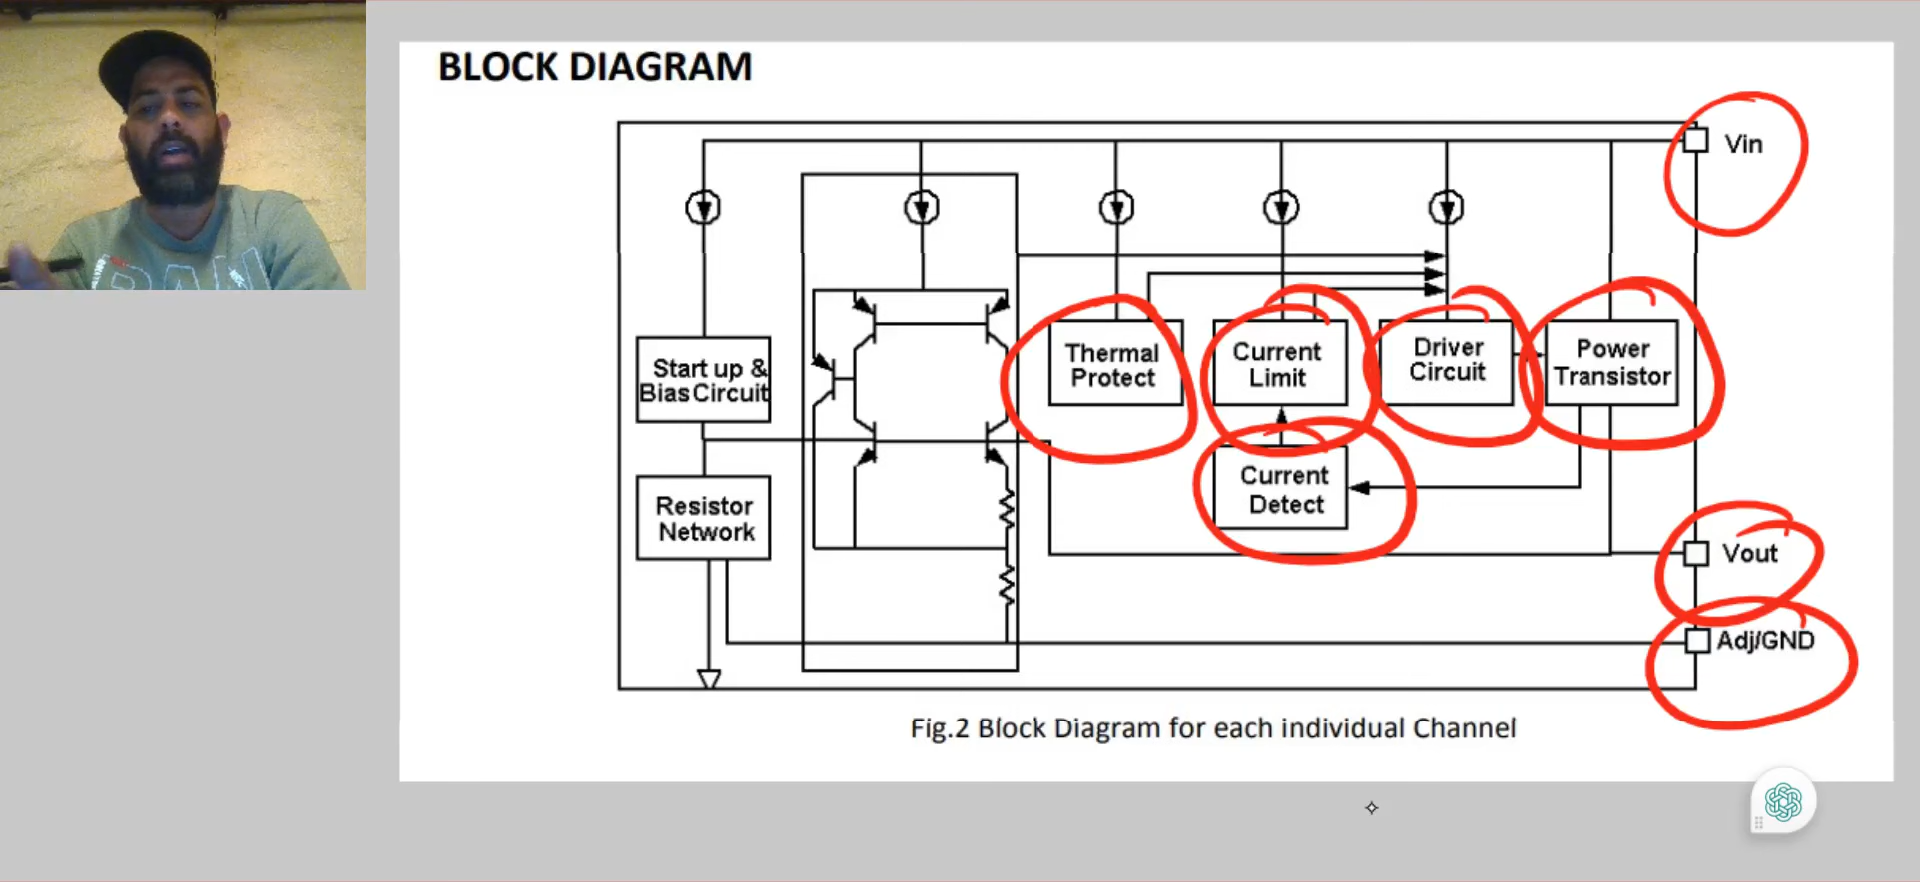 BLOCK DIAGRAM
Vin
Thermal
Protect
Current
Limit
Driver
Circuit
Power
Transistor
Start up &
Bias Circuit
Current
Detect
Resistor
Network
Vout
Adj/GND
Fig.2 Block Diagram for each individual Channel